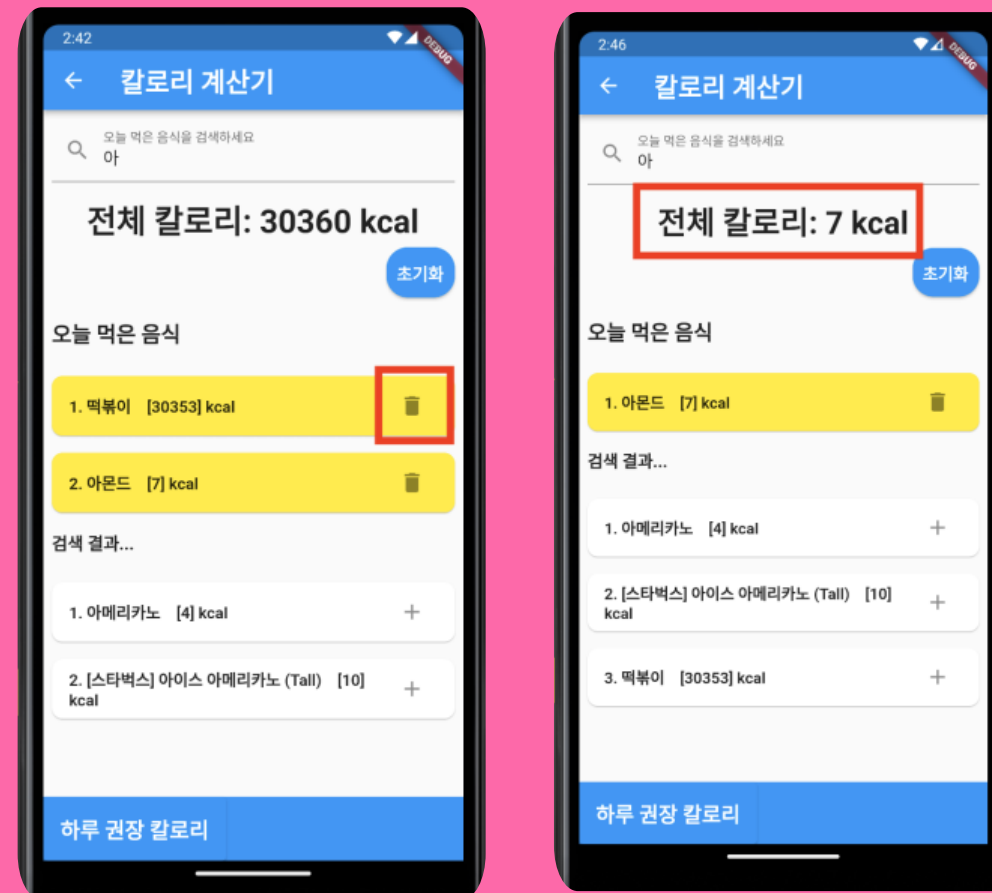 2:42
DEBUG
칼로리 계산기
오늘 먹은 음식을 검색하세요
아
전체 칼로리: 30360 kcal
초기화
오늘 먹은 음식
1. 떡볶이 [30353] kcal
2. 아몬드 [7] kcal
검색 결과...
1. 아메리카노 [4] kcal
2. [스타벅스] 아이스 아메리카노 (Tall) [10]
kcal
하루 권장 칼로리
2:46
DEBUG
칼로리 계산기
오늘 먹은 음식을 검색하세요
아
전체 칼로리: 7 kcal
초기화
오늘 먹은 음식
1. 아몬드 [7] kcal
검색 결과...
1. 아메리카노 [4] kcal
2. [스타벅스] 아이스 아메리카노 (Tall) [10]
kcal
3. 떡볶이 [30353] kcal
하루 권장 칼로리